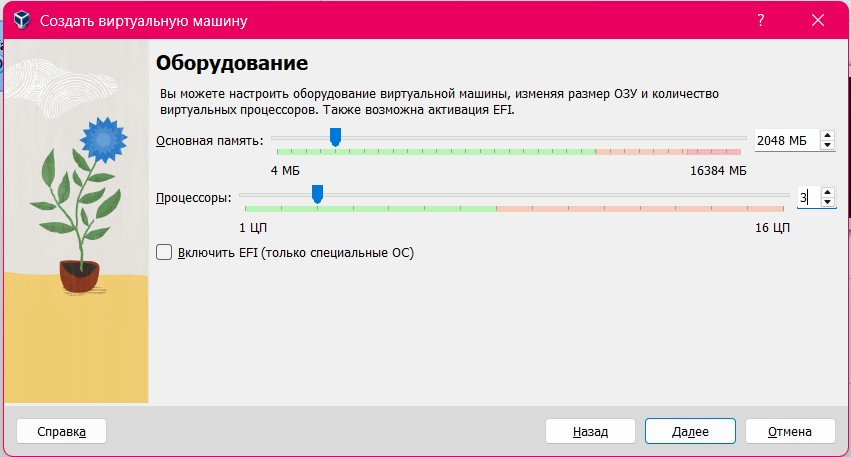 Создать виртуальную машину
?
Оборудование
Вы можете настроить оборудование виртуальной машины, изменяя размер ОЗУ и количество
виртуальных процессоров. Также возможна активация EFI.
Основная память: 2048 МБ
4 МБ 16384 МБ
Процессоры: 3
1 ЦП 16 ЦП
Включить EFI (только специальные ОС)
Справка Назад Далее Отмена